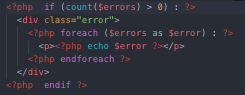 <?php  if (count($errors) > 0) : ?>
<div class="error">
<?php foreach ($errors as $error) : ?>
<p><?php echo $error ?></p>
<?php endforeach ?>
</div>
<?php  endif ?>